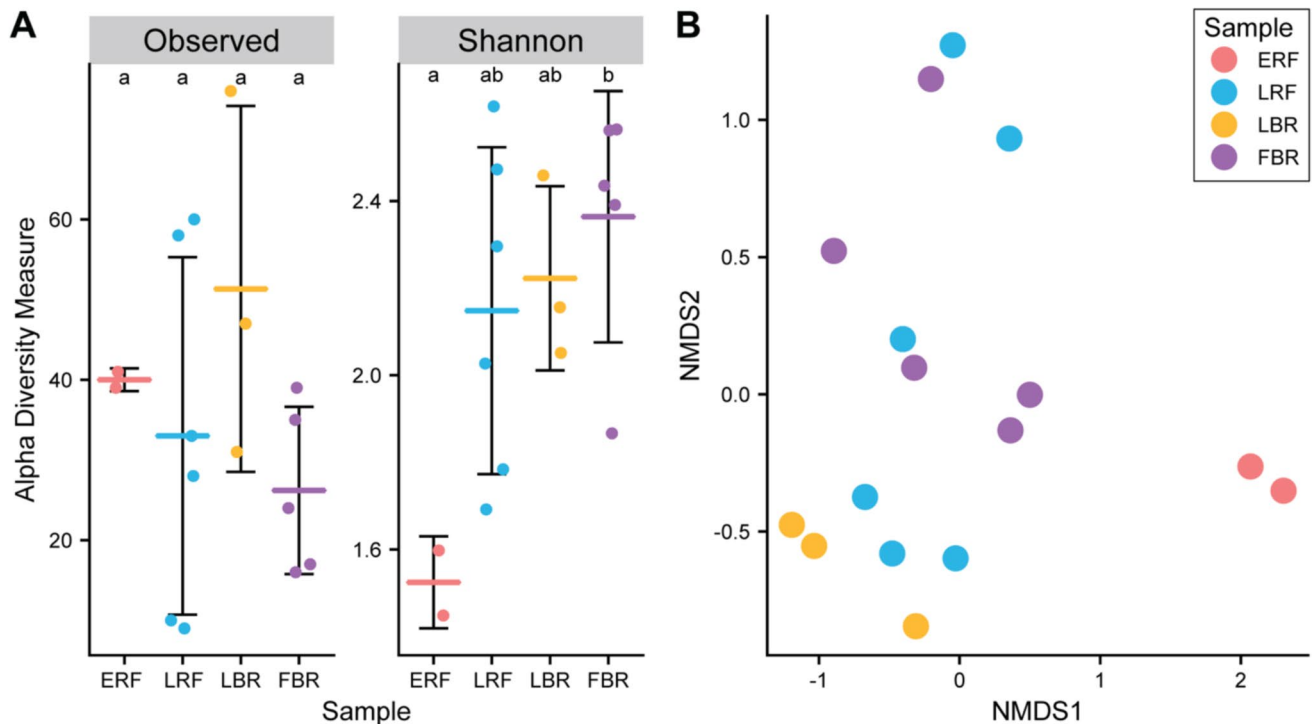 A
Observed
Shannon
a a a a
a ab ab b
Alpha Diversity Measure
60
40
20
2.4
2.0
1.6
ERF LRF LBR FBR
ERF LRF LBR FBR
Sample
B
Sample
ERF
LRF
LBR
FBR
NMDS2
1.0
0.5
0.0
-0.5
-1 0 1 2
NMDS1